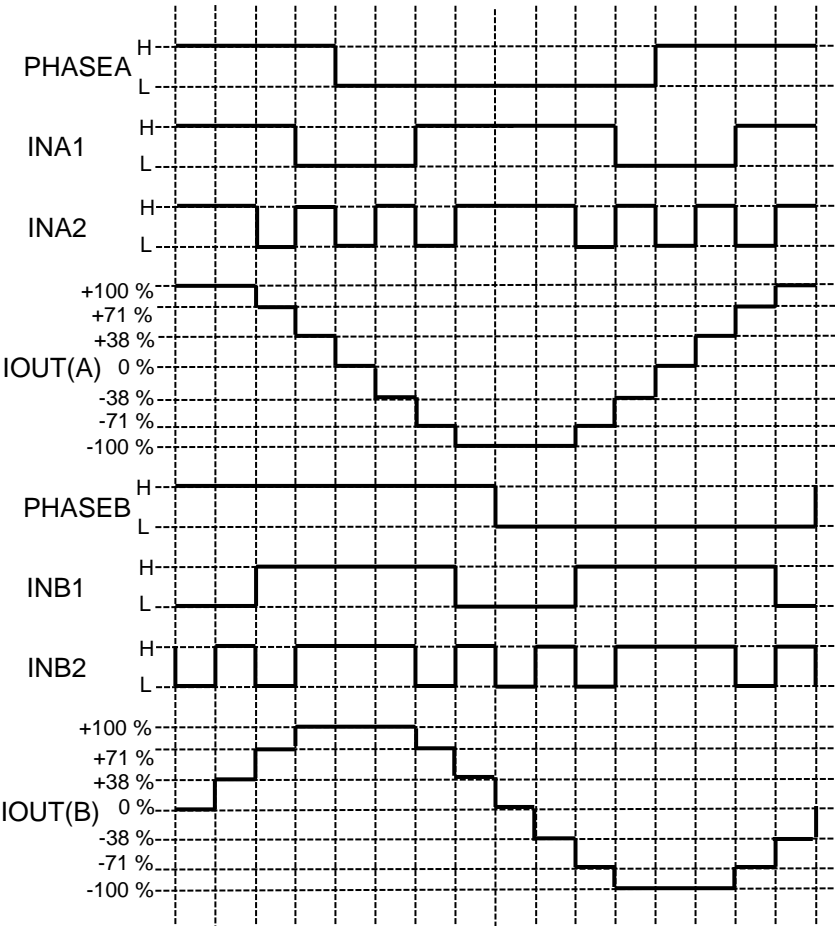 H
PHASEA
L
H
INA1
L
H
INA2
L
+100 %
+71 %
+38 %
IOUT(A) 0 %
-38 %
-71 %
-100 %
H
PHASEB
L
H
INB1
L
H
INB2
L
+100 %
+71 %
+38 %
IOUT(B) 0 %
-38 %
-71 %
-100 %